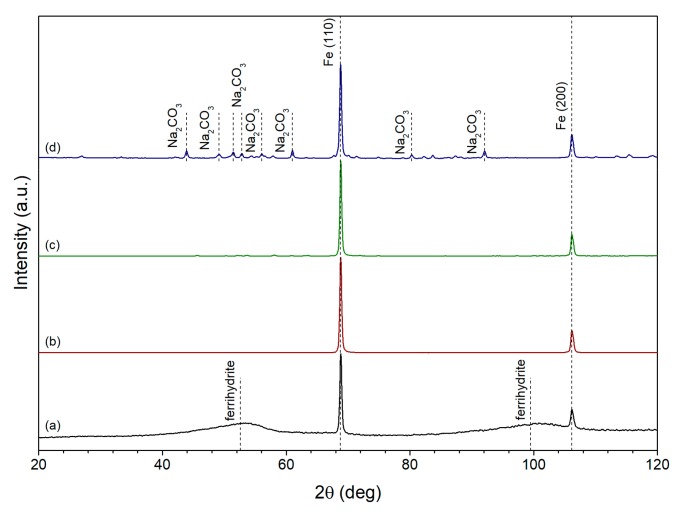 Fe (110)
Na₂CO₃
Na₂CO₃
Na₂CO₃
Na₂CO₃
Na₂CO₃
Na₂CO₃
Na₂CO₃
Fe (200)
(d)
(c)
(b)
ferrihydrite
ferrihydrite
(a)
Intensity (a.u.)
20
40
60
80
100
120
2θ (deg)